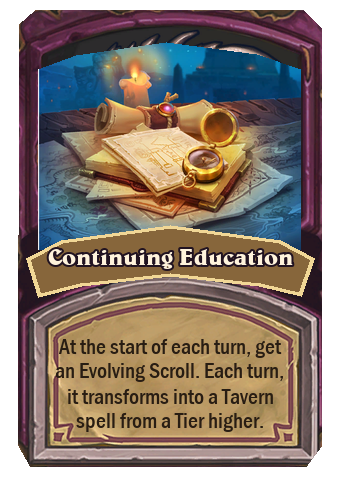 Continuing Education
At the start of each turn, get
an Evolving Scroll. Each turn,
it transforms into a Tavern
spell from a Tier higher.